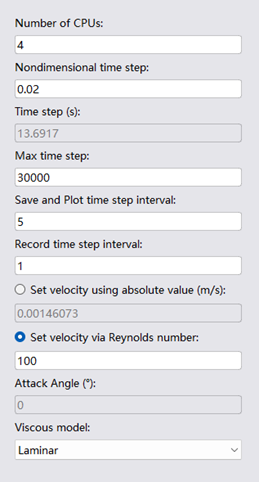 Number of CPUs:
4
Nondimensional time step:
0.02
Time step (s):
13.6917
Max time step:
30000
Save and Plot time step interval:
5
Record time step interval:
1
Set velocity using absolute value (m/s):
0.00146073
Set velocity via Reynolds number:
100
Attack Angle (°):
0
Viscous model:
Laminar